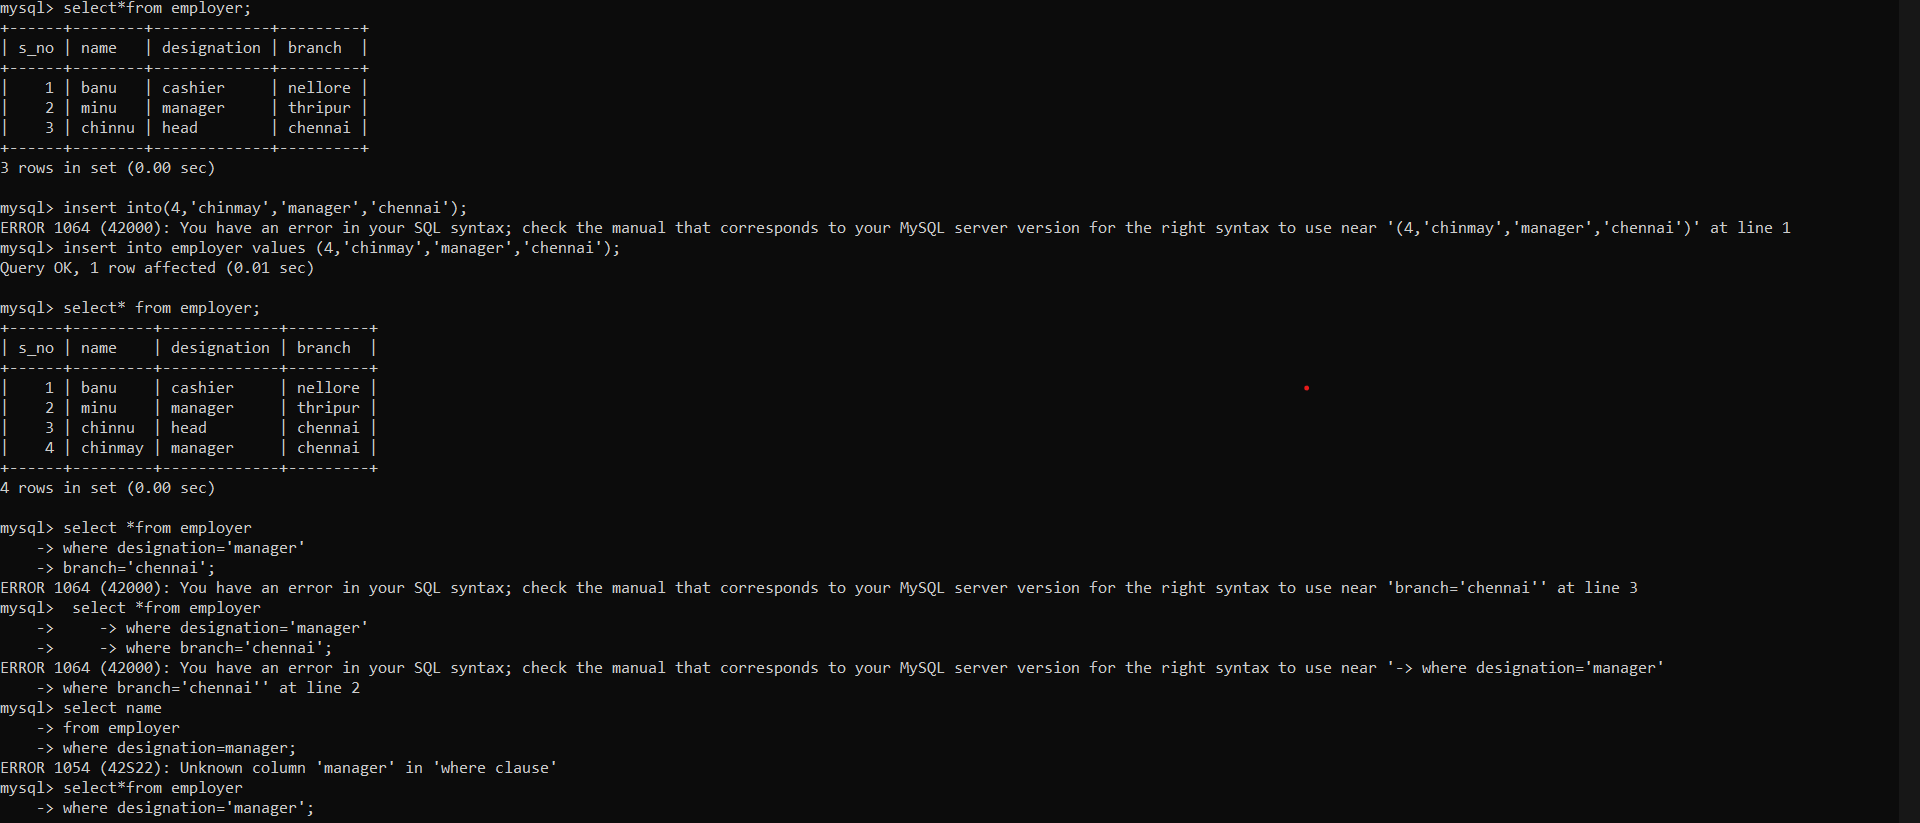 mysql> select*from employer;
+------+--------+-------------+---------+
| s_no | name   | designation | branch  |
+------+--------+-------------+---------+
|    1 | banu   | cashier     | nellore |
|    2 | minu   | manager     | thripur |
|    3 | chinnu | head        | chennai |
+------+--------+-------------+---------+
3 rows in set (0.00 sec)

mysql> insert into(4,'chinmay','manager','chennai');
ERROR 1064 (42000): You have an error in your SQL syntax; check the manual that corresponds to your MySQL server version for the right syntax to use near '(4,'chinmay','manager','chennai')' at line 1
mysql> insert into employer values (4,'chinmay','manager','chennai');
Query OK, 1 row affected (0.01 sec)

mysql> select* from employer;
+------+---------+-------------+---------+
| s_no | name    | designation | branch  |
+------+---------+-------------+---------+
|    1 | banu    | cashier     | nellore |
|    2 | minu    | manager     | thripur |
|    3 | chinnu  | head        | chennai |
|    4 | chinmay | manager     | chennai |
+------+---------+-------------+---------+
4 rows in set (0.00 sec)

mysql> select *from employer
    -> where designation='manager'
    -> branch='chennai';
ERROR 1064 (42000): You have an error in your SQL syntax; check the manual that corresponds to your MySQL server version for the right syntax to use near 'branch='chennai'' at line 3
mysql>  select *from employer
    ->     -> where designation='manager'
    ->     -> where branch='chennai';
ERROR 1064 (42000): You have an error in your SQL syntax; check the manual that corresponds to your MySQL server version for the right syntax to use near '-> where designation='manager'
    -> where branch='chennai'' at line 2
mysql> select name
    -> from employer
    -> where designation=manager;
ERROR 1054 (42S22): Unknown column 'manager' in 'where clause'
mysql> select*from employer
    -> where designation='manager';